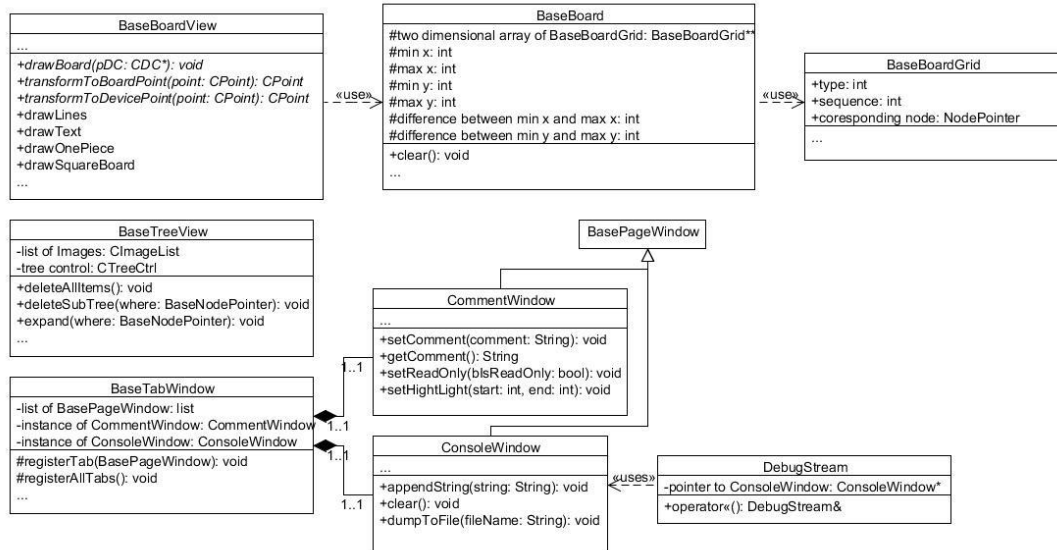 BaseBoardView
...
+drawBoard(pDC: CDC*): void
+transformToBoardPoint(point: CPoint): CPoint
+transformToDevicePoint(point: CPoint): CPoint
+drawLines
+drawText
+drawOnePiece
+drawSquareBoard
...
«use»
BaseBoard
#two dimensional array of BaseBoardGrid: BaseBoardGrid**
#min x: int
#max x: int
#min y: int
#max y: int
#difference between min x and max x: int
#difference between min y and max y: int
+clear(): void
...
«use»
BaseBoardGrid
+type: int
+sequence: int
+coresponding node: NodePointer
...
BaseTreeView
-list of Images: CImageList
-tree control: CTreeCtrl
+deleteAllItems(): void
+deleteSubTree(where: BaseNodePointer): void
+expand(where: BaseNodePointer): void
...
BasePageWindow
CommentWindow
...
+setComment(comment: String): void
+getComment(): String
+setReadOnly(bIsReadOnly: bool): void
+setHightLight(start: int, end: int): void
1..1
1..1
BaseTabWindow
-list of BasePageWindow: list
-instance of CommentWindow: CommentWindow
-instance of ConsoleWindow: ConsoleWindow
#registerTab(BasePageWindow): void
#registerAllTabs(): void
...
1..1
1..1
ConsoleWindow
...
+appendString(string: String): void
+clear(): void
+dumpToFile(fileName: String): void
«uses»
DebugStream
-pointer to ConsoleWindow: ConsoleWindow*
+operator«(): DebugStream&